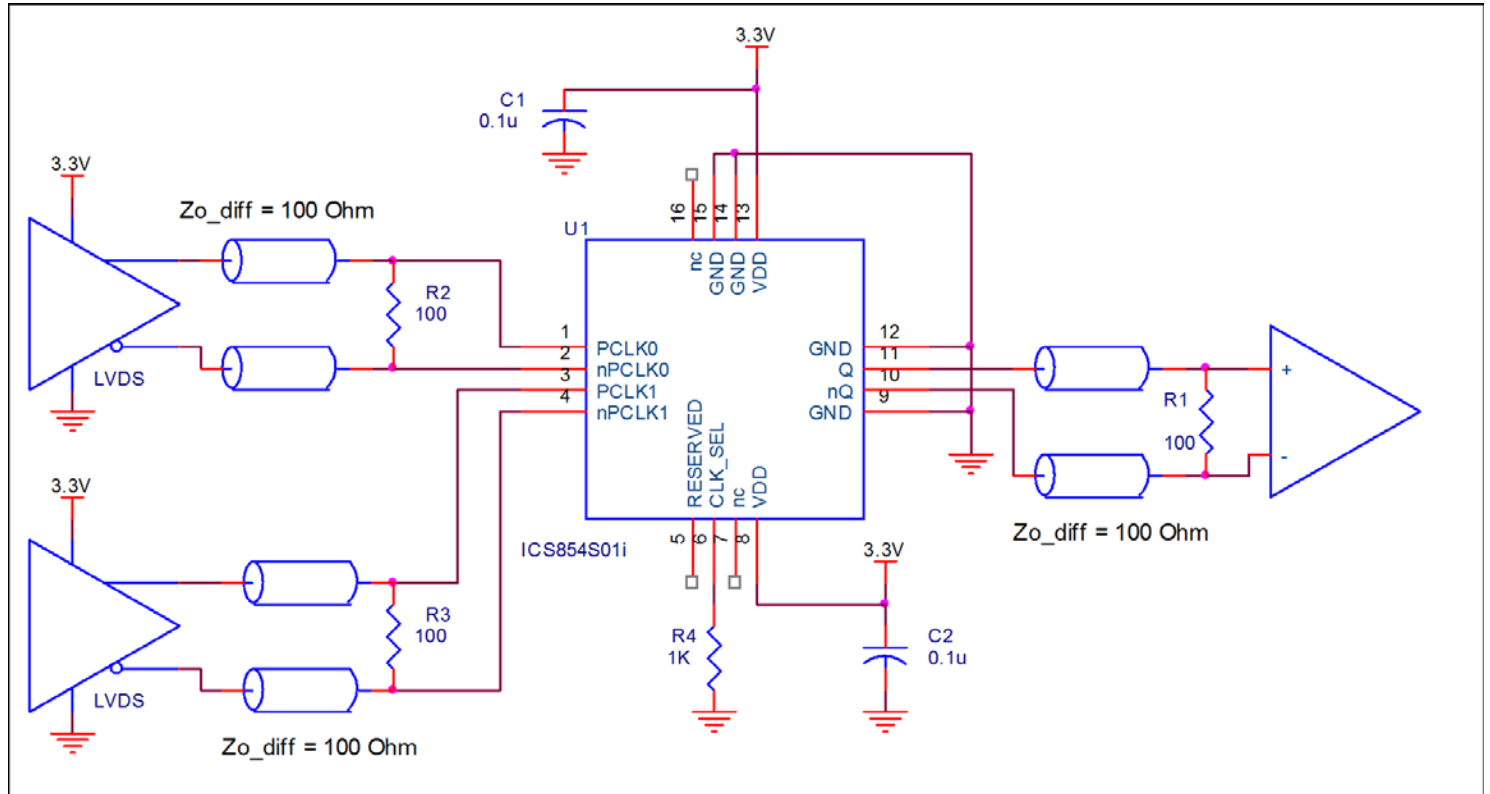 3.3V
C1
0.1u
3.3V
Zo_diff = 100 Ohm
16
15
14
13
U1
nc
GND
GND
VDD
R2
100
LVDS
1
2
3
4
PCLK0
nPCLK0
PCLK1
nPCLK1
GND
Q
nQ
GND
12
11
10
9
+
-
R1
100
Zo_diff = 100 Ohm
RESERVED
CLK_SEL
nc
VDD
5
6
7
8
ICS854S01i
3.3V
3.3V
R3
100
LVDS
Zo_diff = 100 Ohm
R4
1K
C2
0.1u